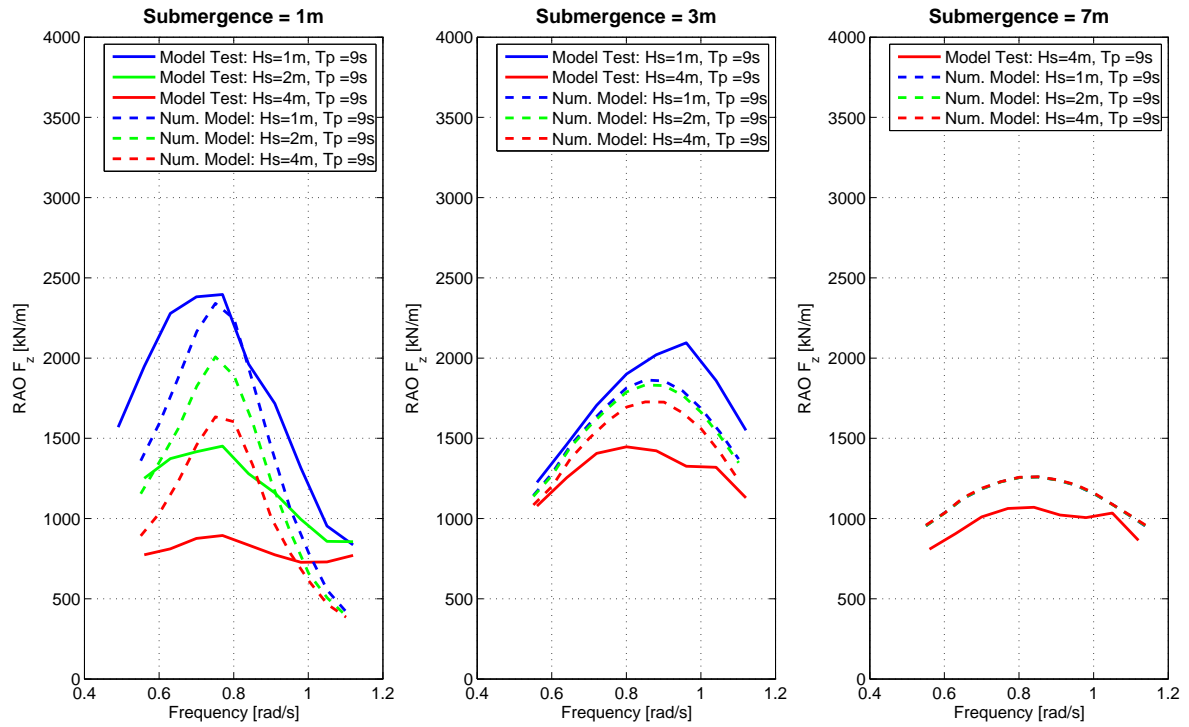 Submergence = 1m
4000
3500
3000
2500
2000
1500
1000
500
0
RAO F_z [kN/m]
0.4 0.6 0.8 1 1.2
Frequency [rad/s]
Model Test: Hs=1m, Tp =9s
Model Test: Hs=2m, Tp =9s
Model Test: Hs=4m, Tp =9s
Num. Model: Hs=1m, Tp =9s
Num. Model: Hs=2m, Tp =9s
Num. Model: Hs=4m, Tp =9s
Submergence = 3m
4000
3500
3000
2500
2000
1500
1000
500
0
RAO F_z [kN/m]
0.4 0.6 0.8 1 1.2
Frequency [rad/s]
Model Test: Hs=1m, Tp =9s
Model Test: Hs=4m, Tp =9s
Num. Model: Hs=1m, Tp =9s
Num. Model: Hs=2m, Tp =9s
Num. Model: Hs=4m, Tp =9s
Submergence = 7m
4000
3500
3000
2500
2000
1500
1000
500
0
RAO F_z [kN/m]
0.4 0.6 0.8 1 1.2
Frequency [rad/s]
Model Test: Hs=4m, Tp =9s
Num. Model: Hs=1m, Tp =9s
Num. Model: Hs=2m, Tp =9s
Num. Model: Hs=4m, Tp =9s